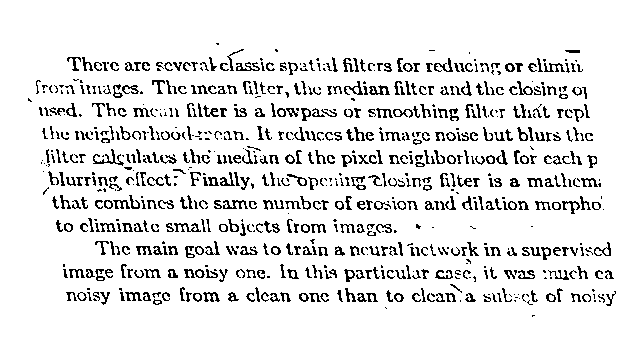 There are several classic spatial filters for reducing or elimin
from images. The mean filter, the median filter and the closing o
used. The mean filter is a lowpass or smoothing filter that repl
the neighborhood mean. It reduces the image noise but blurs the
filter calculates the median of the pixel neighborhood for each p
blurring effect. Finally, the opening closing filter is a mathema
that combines the same number of erosion and dilation morpho
to eliminate small objects from images.
The main goal was to train a neural network in a supervised
image from a noisy one. In this particular case, it was much ea
noisy image from a clean one than to clean a subset of noisy